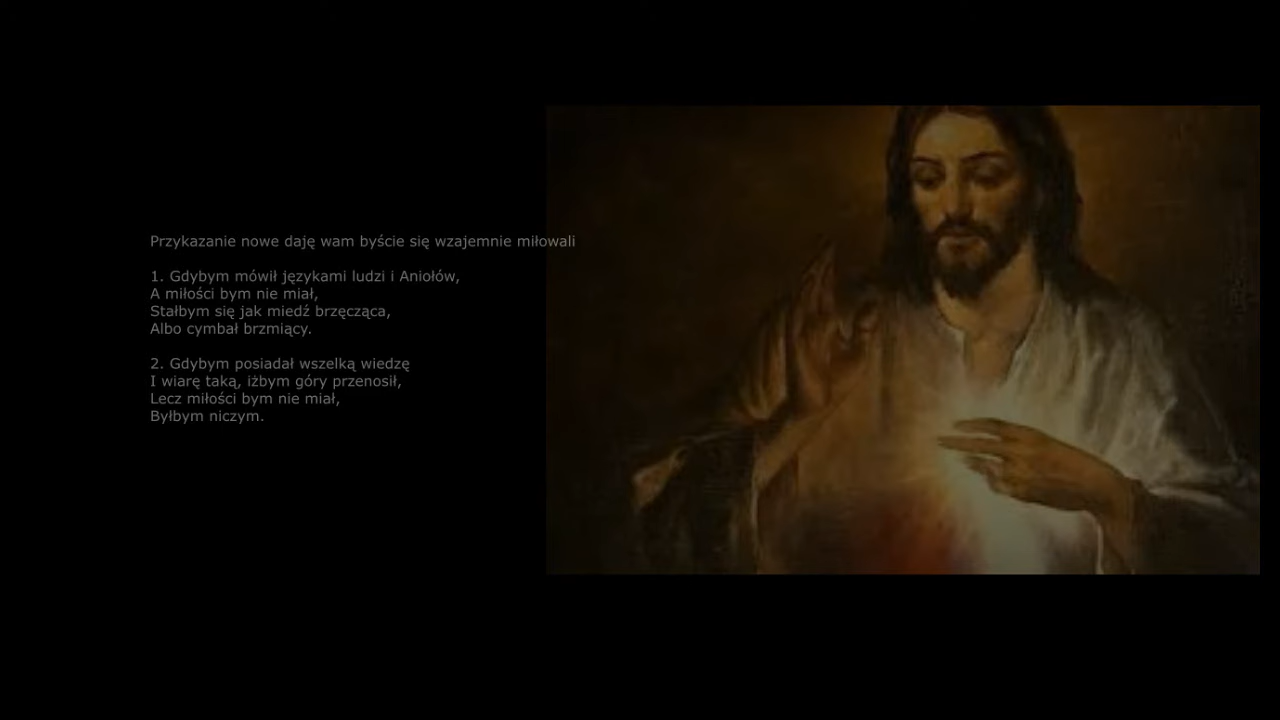 Przykazanie nowe daję wam byście się wzajemnie miłowali
1. Gdybym mówił językami ludzi i Aniołów,
A miłości bym nie miał,
Stałbym się jak miedź brzęcząca,
Albo cymbał brzmiący.
2. Gdybym posiadał wszelką wiedzę
I wiarę taką, iżbym góry przenosił,
Lecz miłości bym nie miał,
Byłbym niczym.